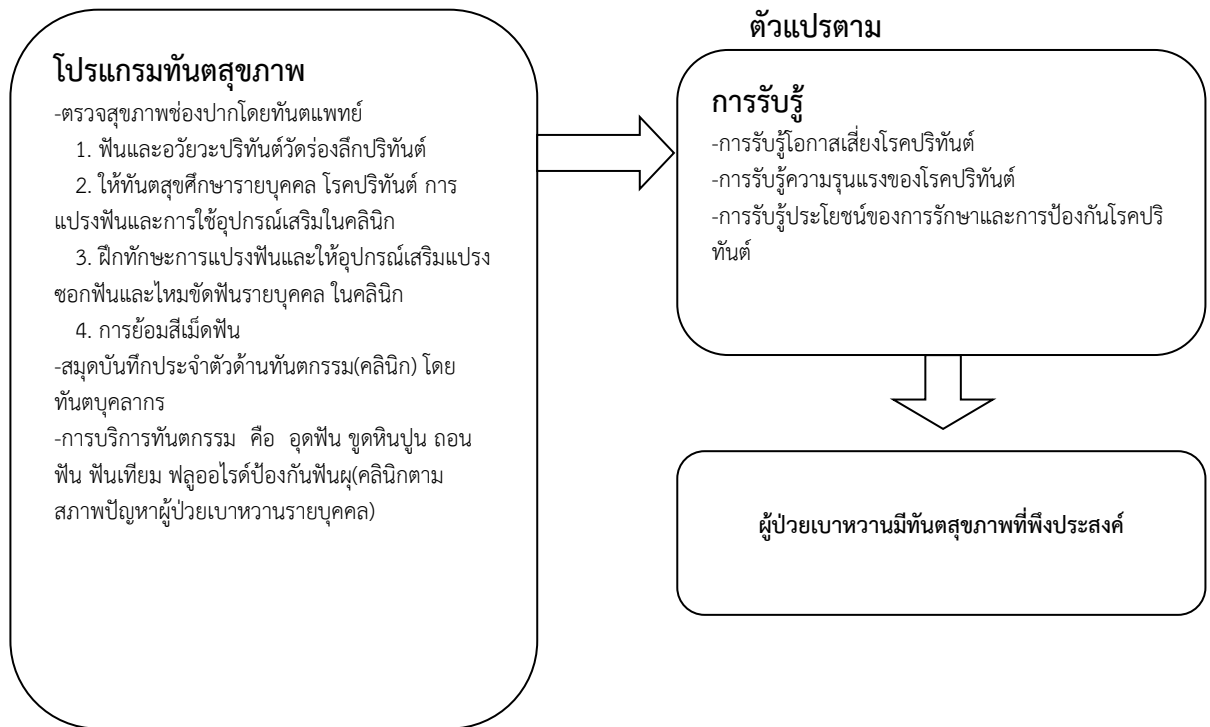 โปรแกรมทันตสุขภาพ
-ตรวจสุขภาพช่องปากโดยทันตแพทย์
1. ฟันและอวัยวะปริทันต์วัดร่องลึกปริทันต์
2. ให้ทันตสุขศึกษารายบุคคล โรคปริทันต์ การ
แปรงฟันและการใช้อุปกรณ์เสริมในคลินิก
3. ฝึกทักษะการแปรงฟันและให้อุปกรณ์เสริมแปรง
ซอกฟันและไหมขัดฟันรายบุคคล ในคลินิก
4. การย้อมสีเม็ดฟัน
-สมุดบันทึกประจำตัวด้านทันตกรรม(คลินิก) โดย
ทันตบุคลากร
-การบริการทันตกรรม คือ อุดฟัน ขูดหินปูน ถอน
ฟัน ฟันเทียม ฟลูออไรด์ป้องกันฟันผุ(คลินิกตาม
สภาพปัญหาผู้ป่วยเบาหวานรายบุคคล)
ตัวแปรตาม
การรับรู้
-การรับรู้โอกาสเสี่ยงโรคปริทันต์
-การรับรู้ความรุนแรงของโรคปริทันต์
-การรับรู้ประโยชน์ของการรักษาและการป้องกันโรคปริ
ทันต์
ผู้ป่วยเบาหวานมีทันตสุขภาพที่พึงประสงค์